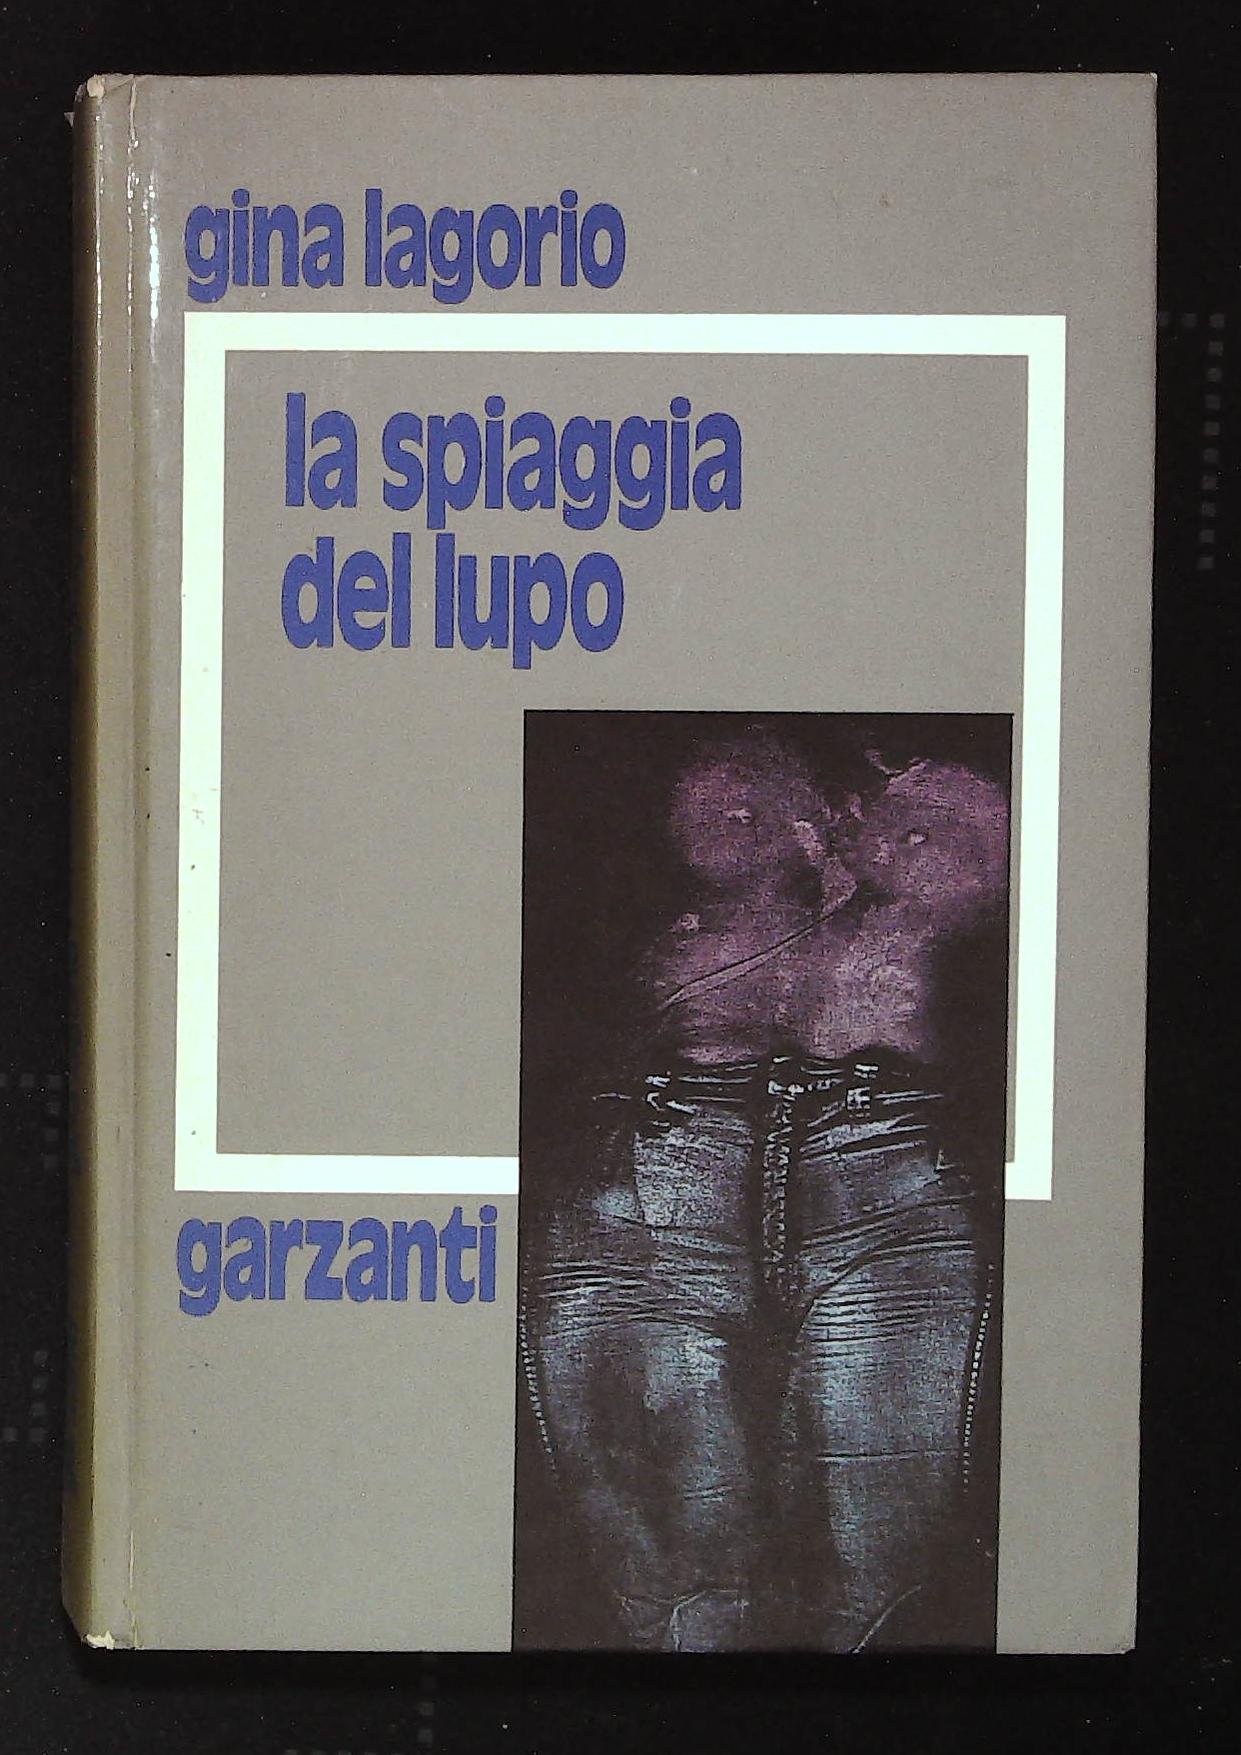 gina lagorio
la spiaggia
del lupo
garzanti